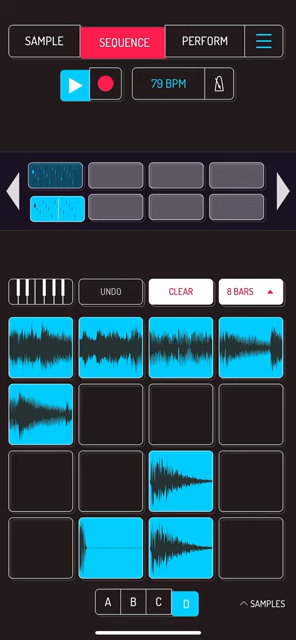 SAMPLE SEQUENCE PERFORM
79 BPM
UNDO CLEAR 8 BARS
A B C D SAMPLES